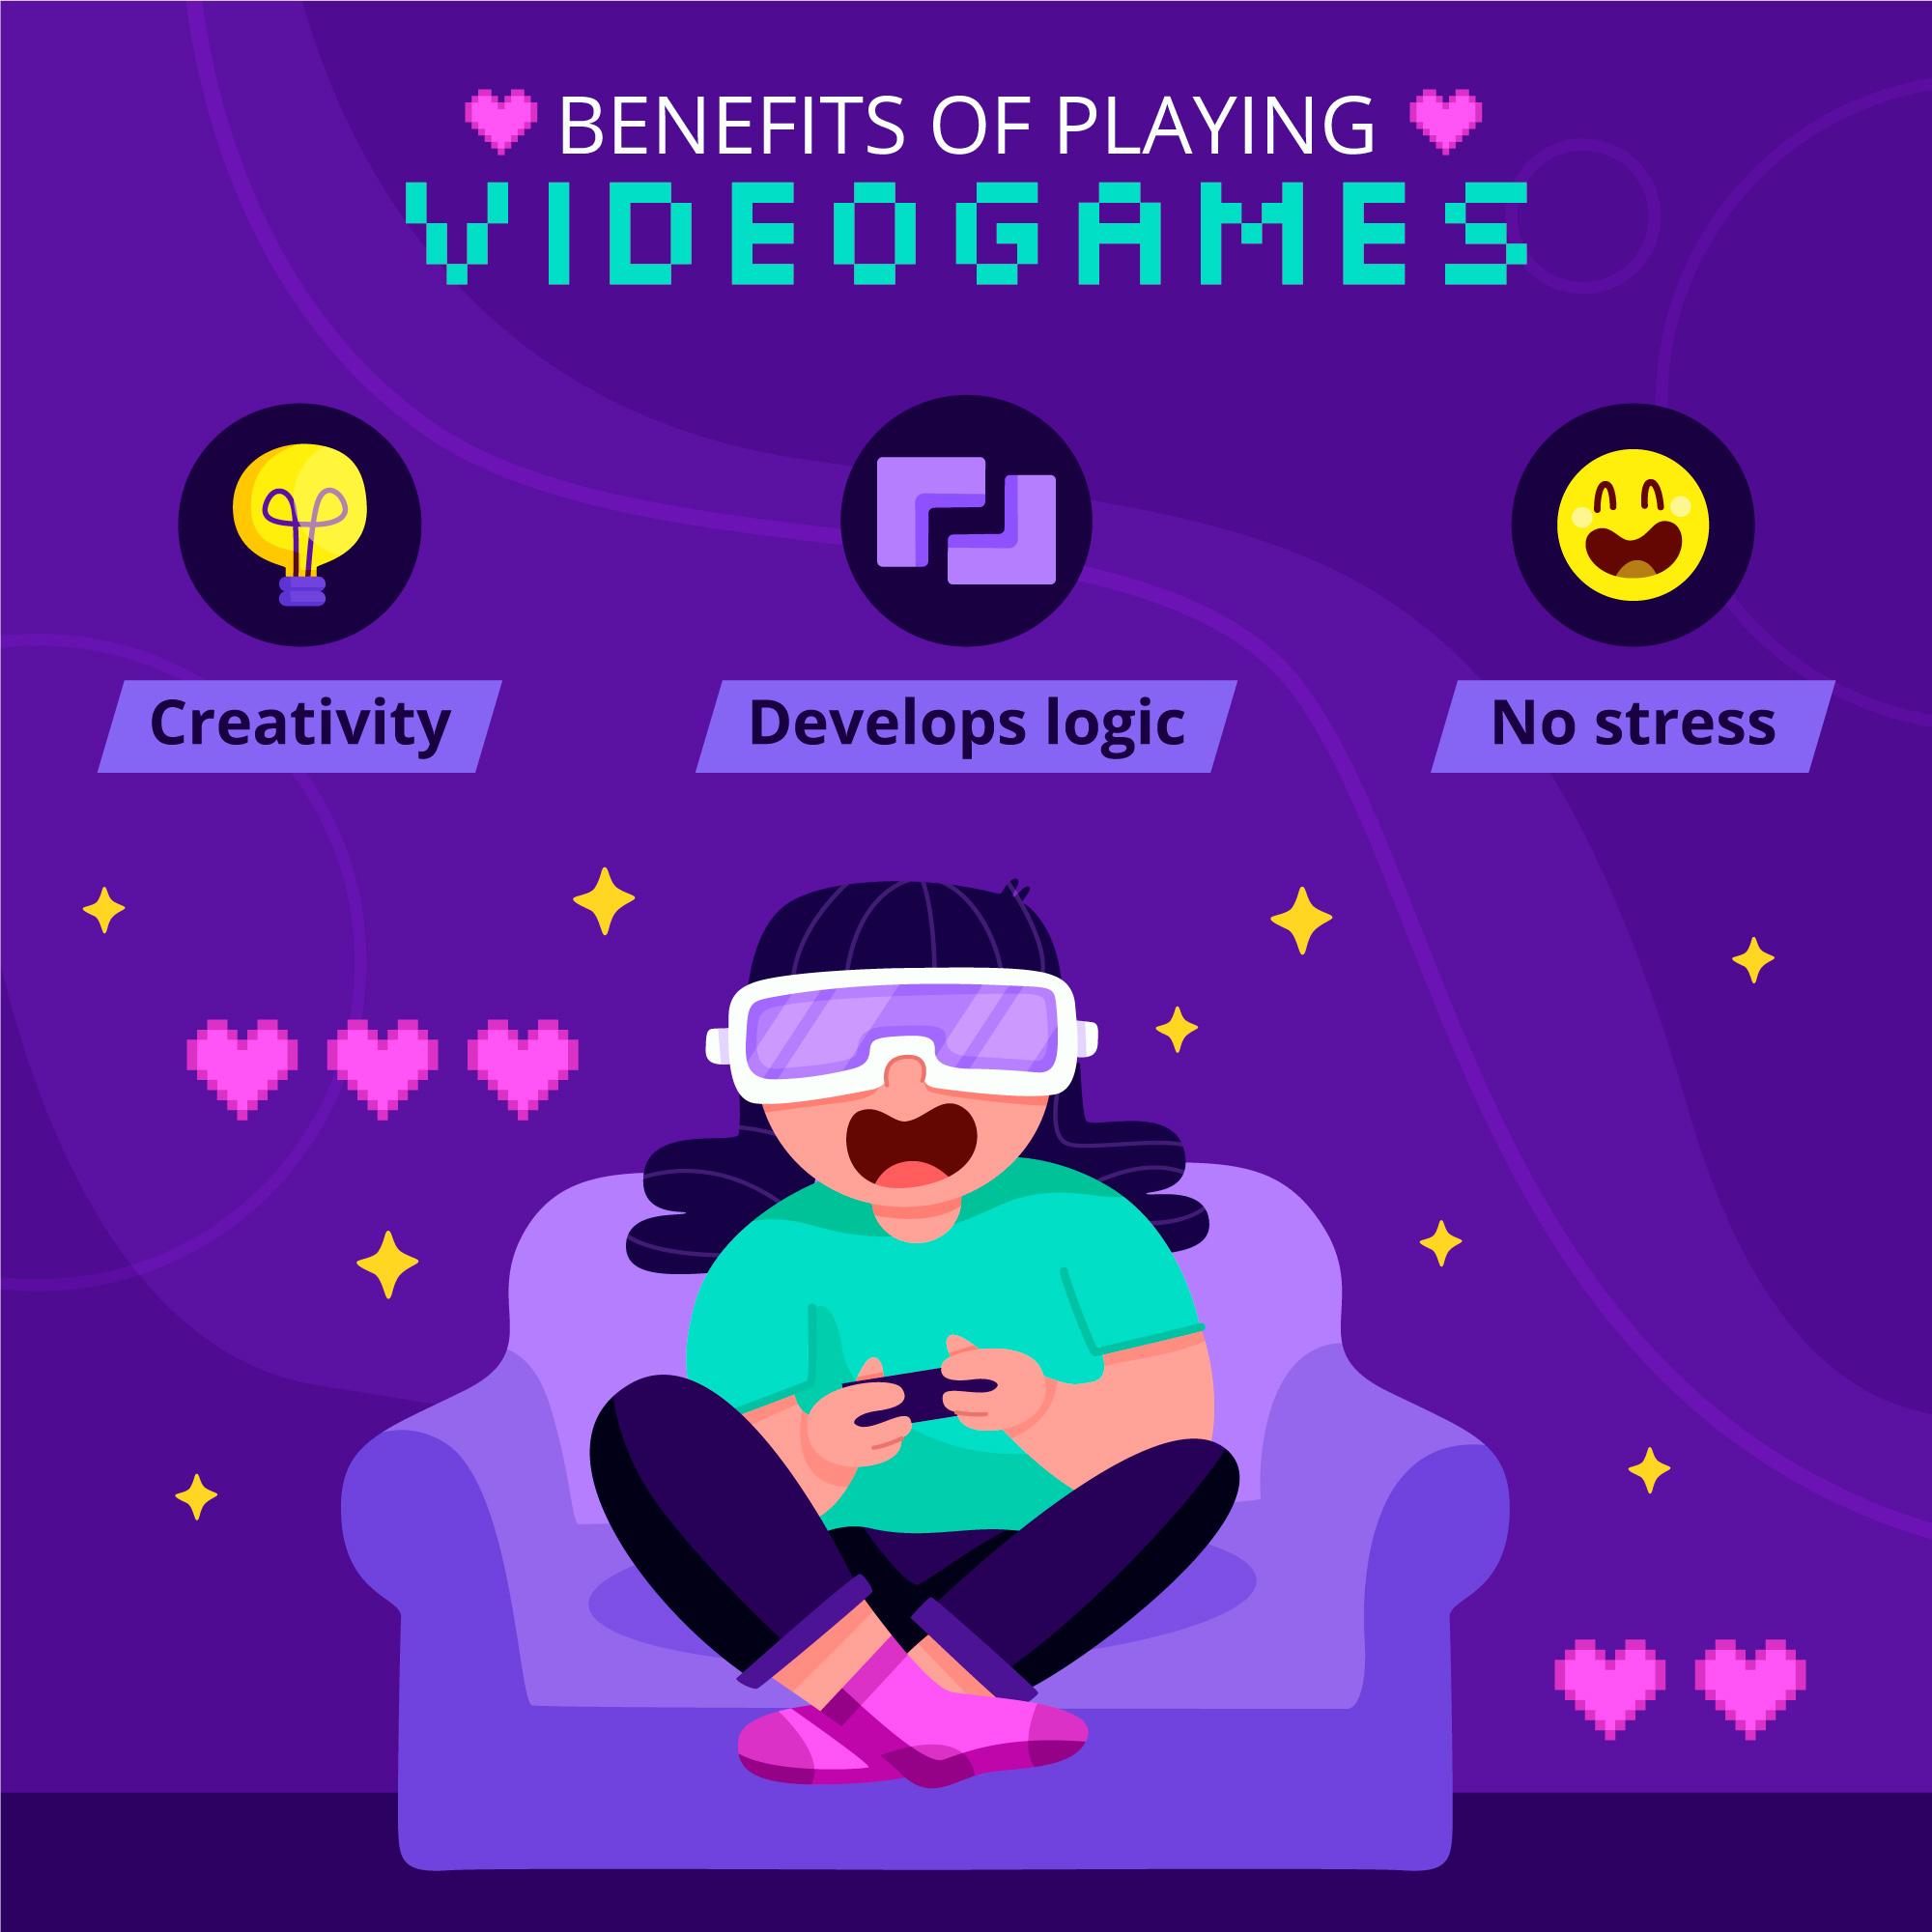 BENEFITS OF PLAYING
VIDEOGAMES
Creativity
Develops logic
No stress